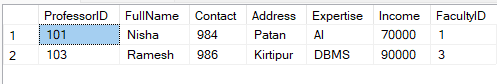 ProfessorID FullName Contact Address Expertise Income FacultyID
1 101 Nisha 984 Patan AI 70000 1
2 103 Ramesh 986 Kirtipur DBMS 90000 3